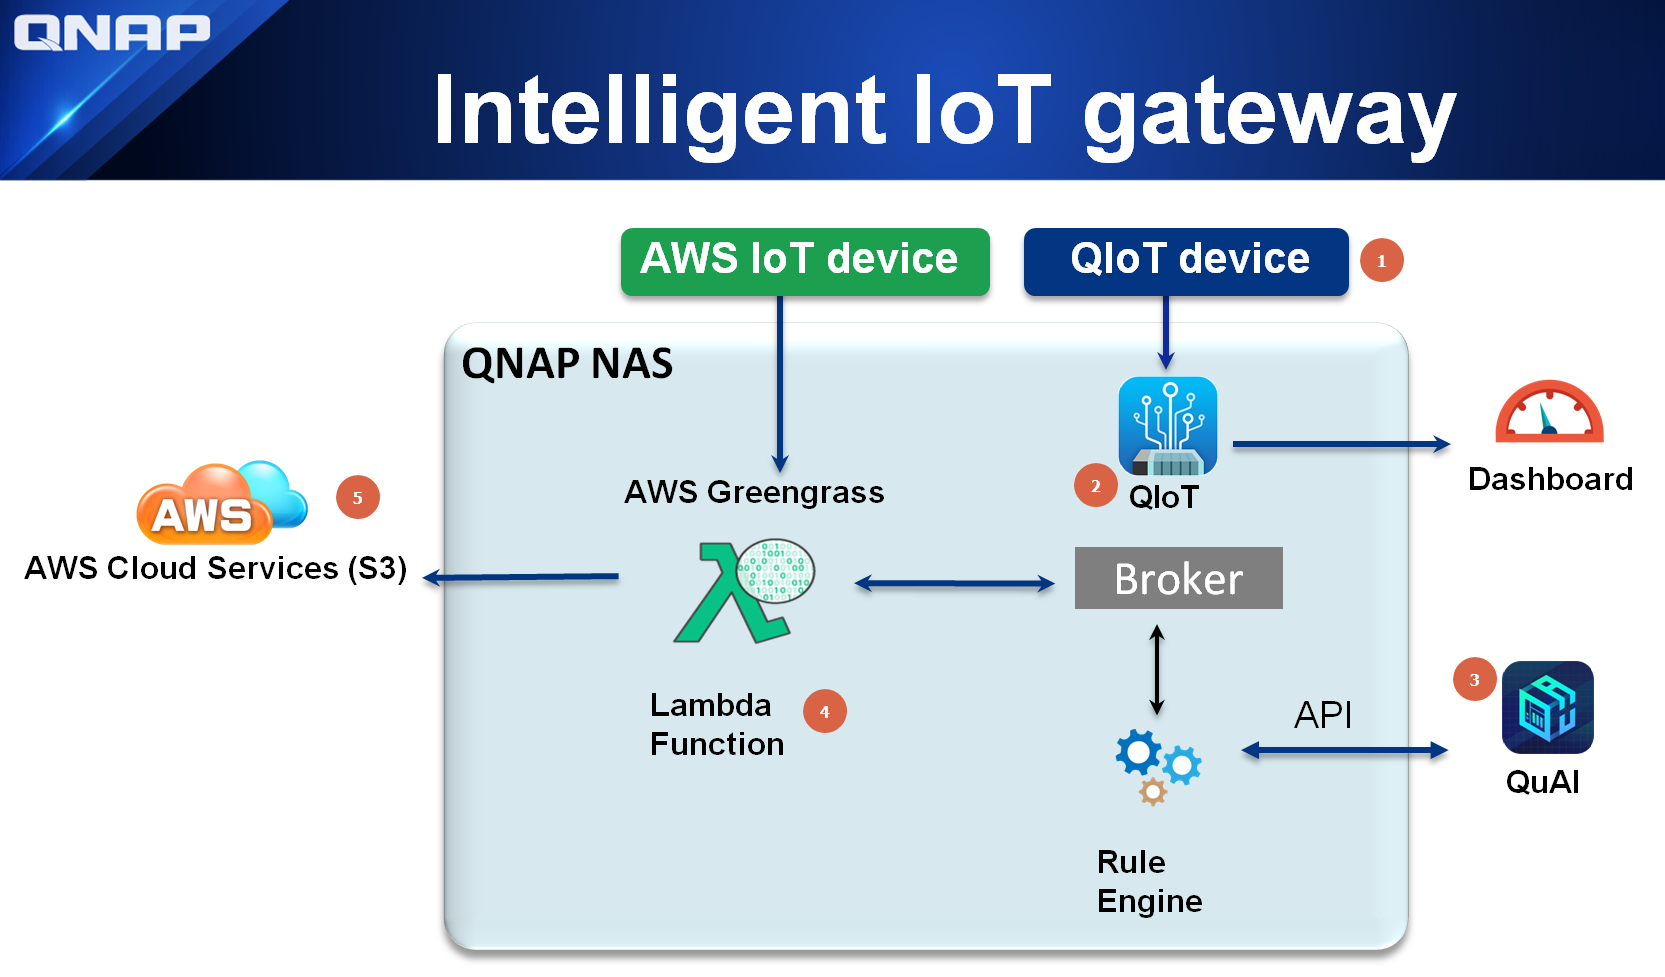 QNAP
Intelligent IoT gateway
AWS IoT device
QIoT device
1
QNAP NAS
Dashboard
AWS Greengrass
2
QIoT
AWS
5
AWS Cloud Services (S3)
Broker
Lambda
Function
4
3
API
QuAI
Rule
Engine